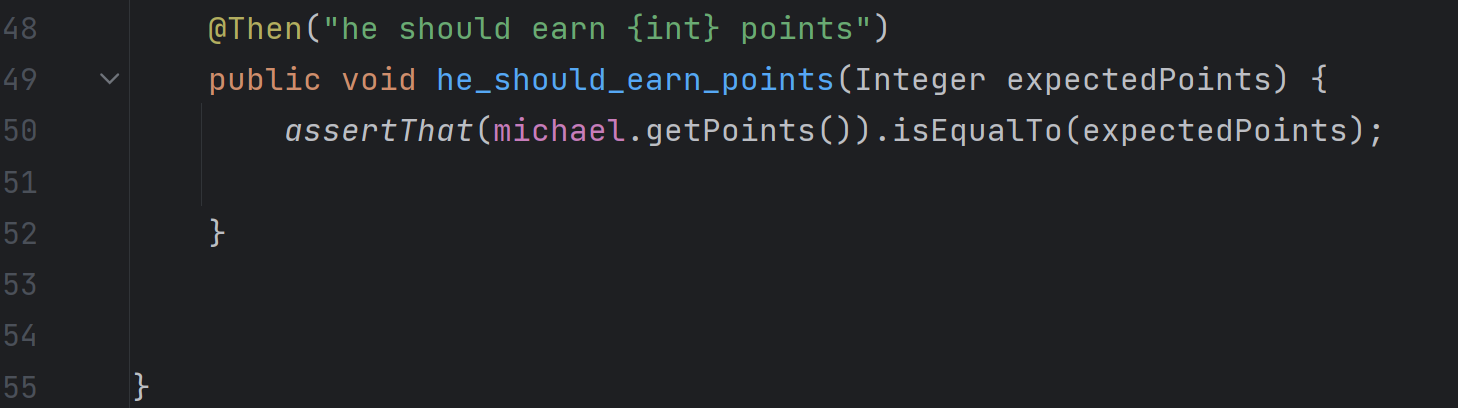 48 @Then("he should earn {int} points")
49 public void he_should_earn_points(Integer expectedPoints) {
50 assertThat(michael.getPoints()).isEqualTo(expectedPoints);
51
52 }
53
54
55 }